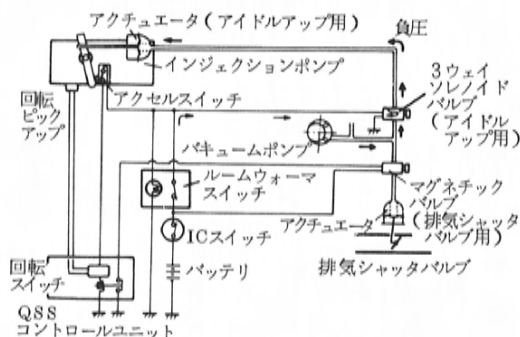 アクチュエータ(アイドルアップ用)
負圧
インジェクションポンプ
3ウェイ
ソレノイド
バルブ
(アイドル
アップ用)
回転
ピック
アップ
アクセルスイッチ
バキュームポンプ
ルームウォーマ
スイッチ
マグネチック
バルブ
(排気シャッタ
バルブ用)
アクチュエータ
ICスイッチ
排気シャッタバルブ
バッテリ
回転
スイッチ
QSS
コントロールユニット